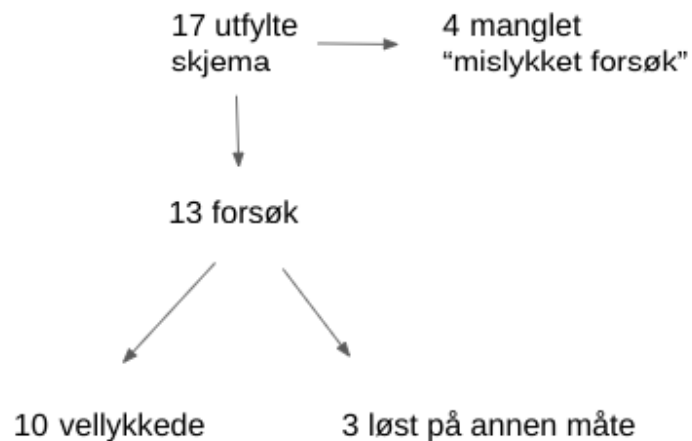 17 utfylte
skjema
4 manglet
“mislykket forsøk”
13 forsøk
10 vellykkede
3 løst på annen måte